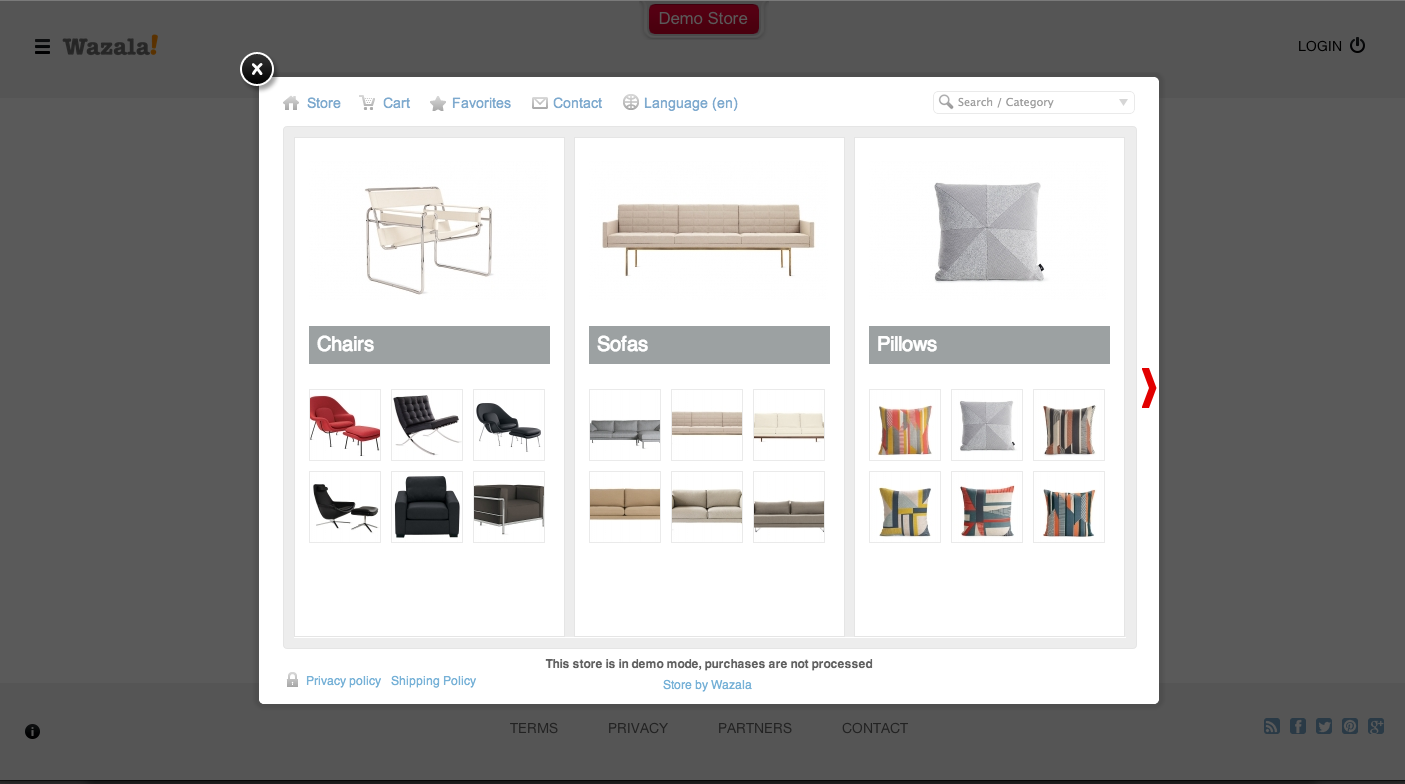 Demo Store
Wazala!
LOGIN
Store
Cart
Favorites
Contact
Language (en)
Search / Category
Chairs
Sofas
Pillows
This store is in demo mode, purchases are not processed
Privacy policy
Shipping Policy
Store by Wazala
TERMS
PRIVACY
PARTNERS
CONTACT